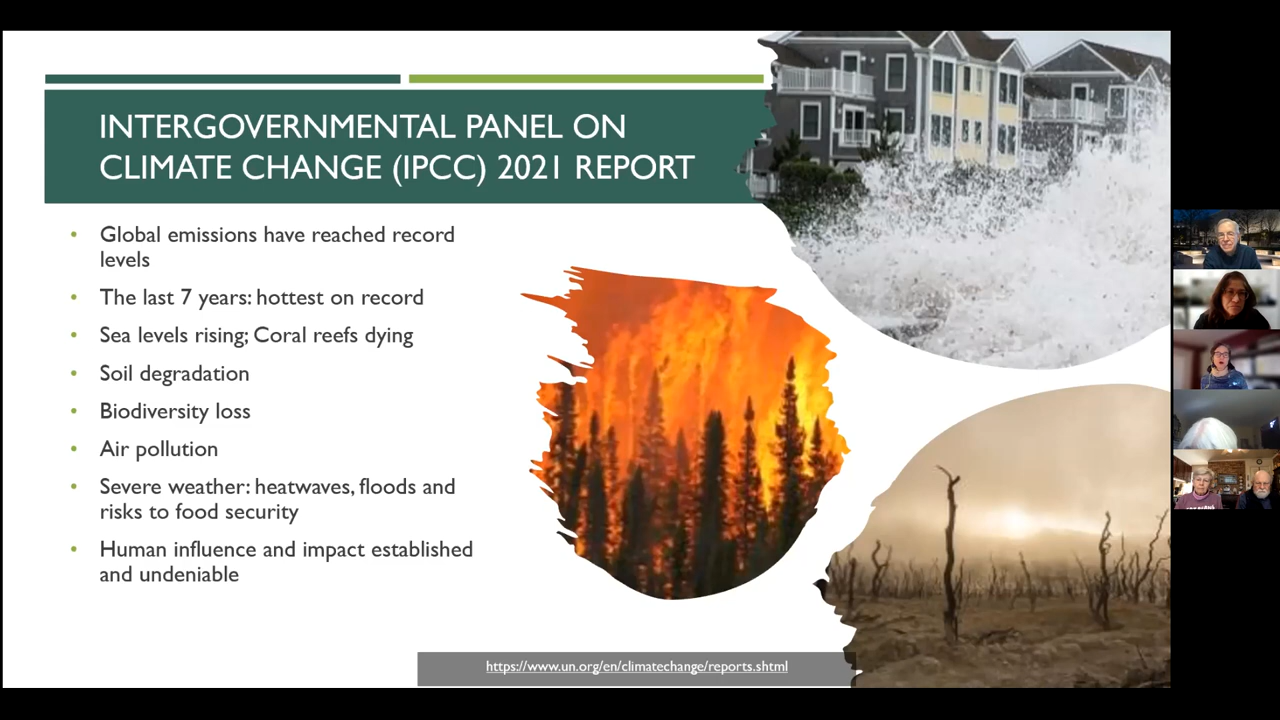 INTERGOVERNMENTAL PANEL ON
CLIMATE CHANGE (IPCC) 2021 REPORT
• Global emissions have reached record
levels
• The last 7 years: hottest on record
• Sea levels rising; Coral reefs dying
• Soil degradation
• Biodiversity loss
• Air pollution
• Severe weather: heatwaves, floods and
risks to food security
• Human influence and impact established
and undeniable
https://www.un.org/en/climatechange/reports.shtml